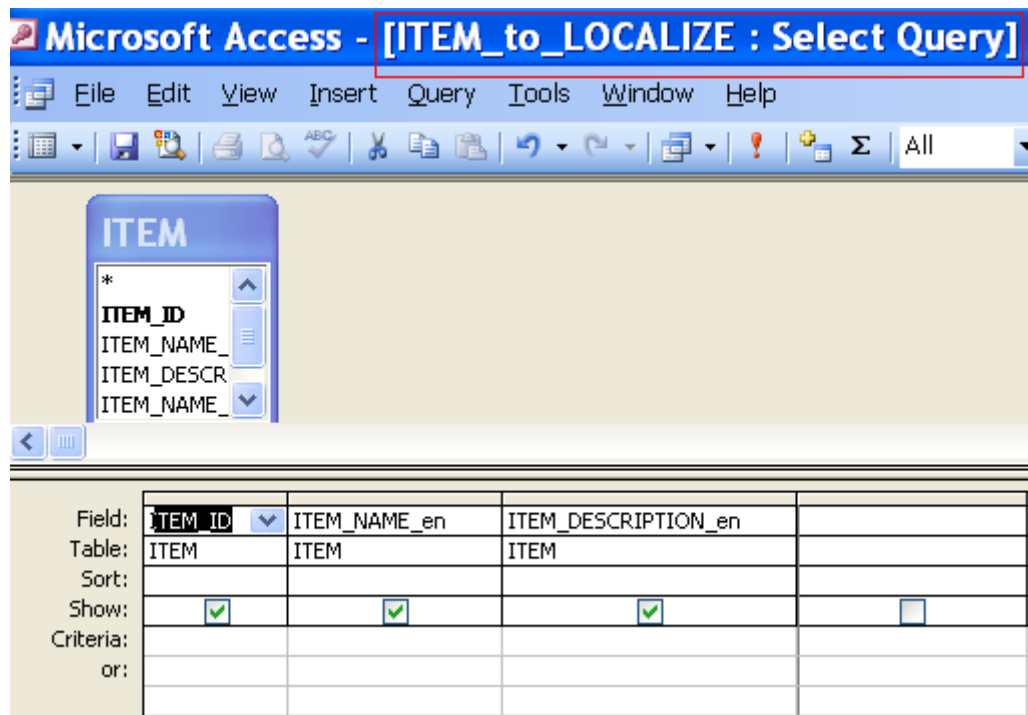 Microsoft Access - [ITEM_to_LOCALIZE : Select Query]
File Edit View Insert Query Tools Window Help
ABC Σ All
ITEM
*
ITEM_ID
ITEM_NAME_
ITEM_DESCR
ITEM_NAME_
Field: ITEM_ID ITEM_NAME_en ITEM_DESCRIPTION_en
Table: ITEM ITEM ITEM
Sort:
Show:
Criteria:
or: